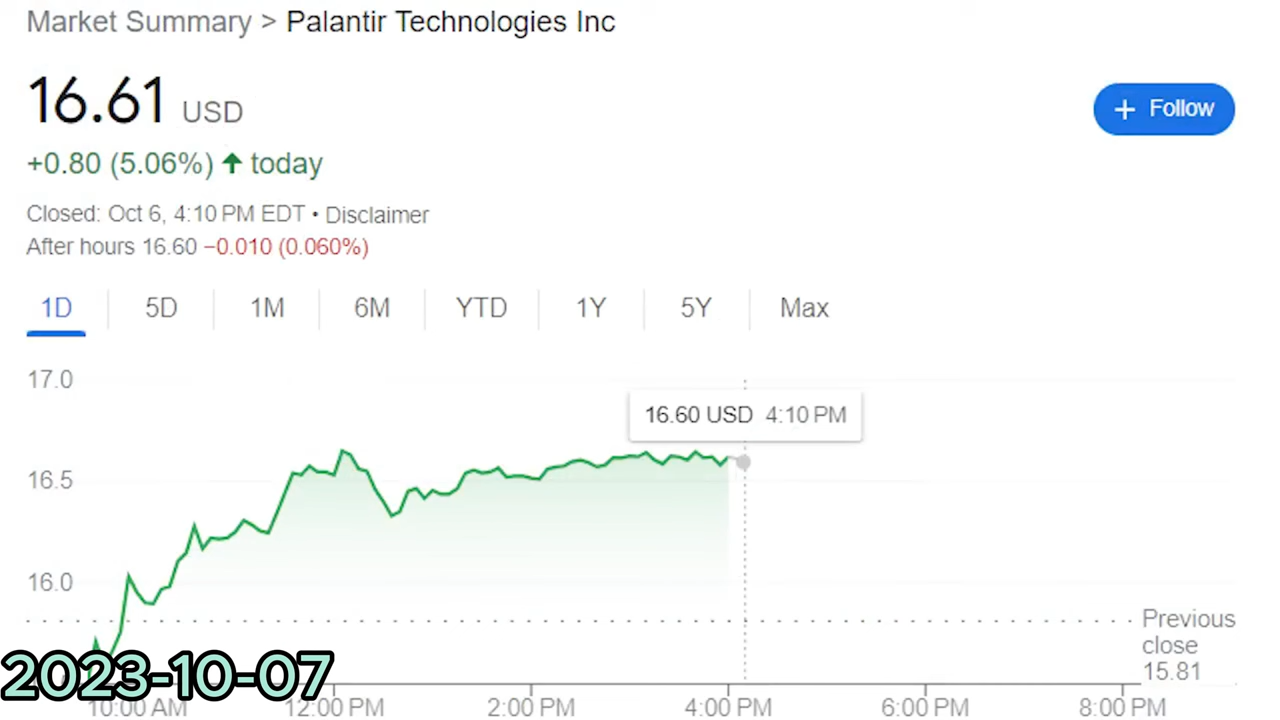 Market Summary > Palantir Technologies Inc
16.61 USD
+ Follow
+0.80 (5.06%) ↑ today
Closed: Oct 6, 4:10 PM EDT • Disclaimer
After hours 16.60 −0.010 (0.060%)
1D 5D 1M 6M YTD 1Y 5Y Max
17.0
16.60 USD 4:10 PM
16.5
16.0
Previous
close
15.81
2023-10-07
10:00 AM 12:00 PM 2:00 PM 4:00 PM 6:00 PM 8:00 PM